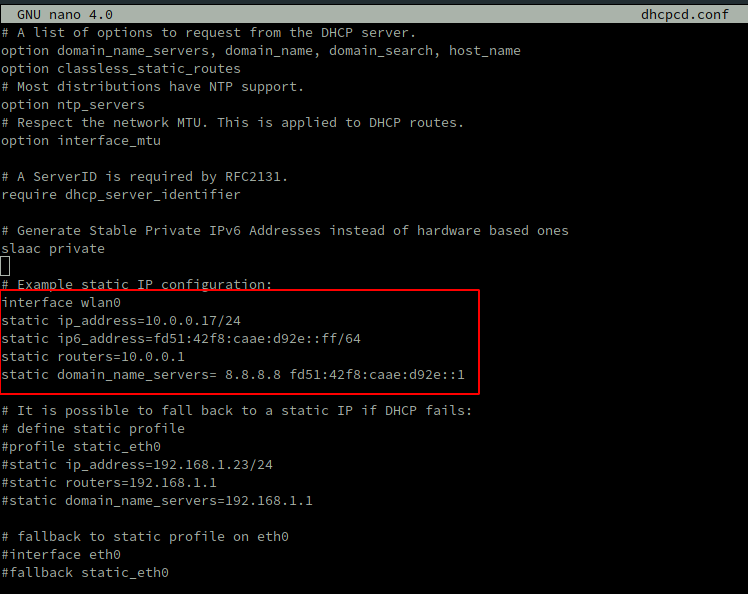 GNU nano 4.0 dhcpcd.conf
# A list of options to request from the DHCP server.
option domain_name_servers, domain_name, domain_search, host_name
option classless_static_routes
# Most distributions have NTP support.
option ntp_servers
# Respect the network MTU. This is applied to DHCP routes.
option interface_mtu

# A ServerID is required by RFC2131.
require dhcp_server_identifier

# Generate Stable Private IPv6 Addresses instead of hardware based ones
slaac private

# Example static IP configuration:
interface wlan0
static ip_address=10.0.0.17/24
static ip6_address=fd51:42f8:caae:d92e::ff/64
static routers=10.0.0.1
static domain_name_servers= 8.8.8.8 fd51:42f8:caae:d92e::1

# It is possible to fall back to a static IP if DHCP fails:
# define static profile
#profile static_eth0
#static ip_address=192.168.1.23/24
#static routers=192.168.1.1
#static domain_name_servers=192.168.1.1

# fallback to static profile on eth0
#interface eth0
#fallback static_eth0